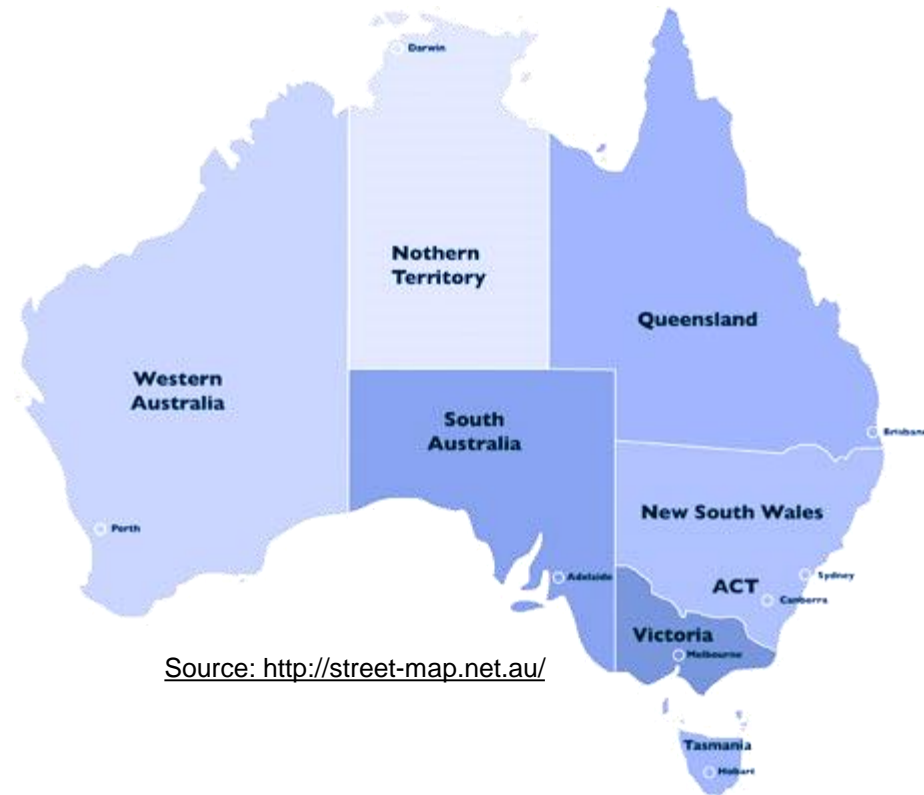 Darwin
Nothern
Territory
Queensland
Western
Australia
South
Australia
Brisbane
New South Wales
Perth
Adelaide
Sydney
ACT
Canberra
Victoria
Melbourne
Source: http://street-map.net.au/
Tasmania
Hobart